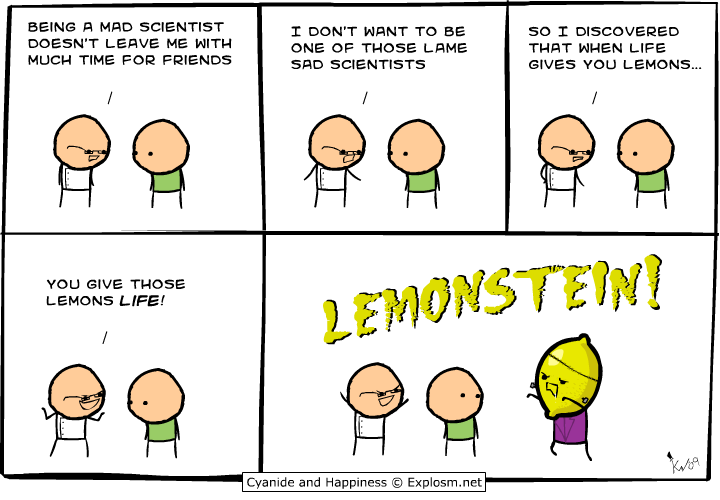 BEING A MAD SCIENTIST
DOESN'T LEAVE ME WITH
MUCH TIME FOR FRIENDS
I DON'T WANT TO BE
ONE OF THOSE LAME
SAD SCIENTISTS
SO I DISCOVERED
THAT WHEN LIFE
GIVES YOU LEMONS...
YOU GIVE THOSE
LEMONS LIFE!
LEMONSTEIN!
Cyanide and Happiness © Explosm.net